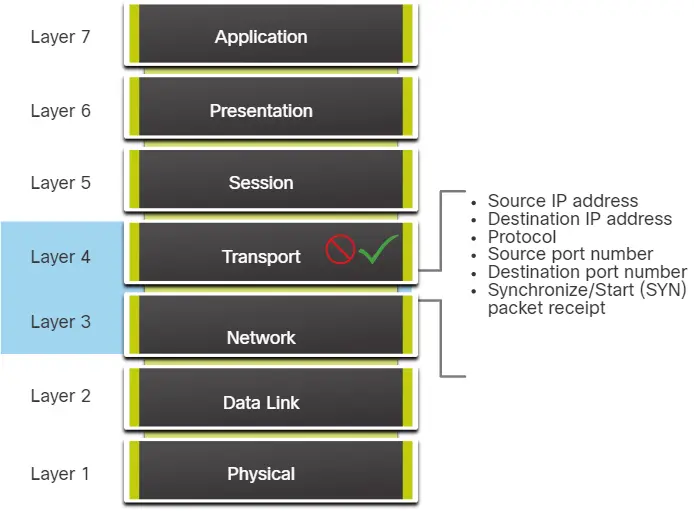 Layer 7 Application
Layer 6 Presentation
Layer 5 Session
Layer 4 Transport
Layer 3 Network
Layer 2 Data Link
Layer 1 Physical
• Source IP address
• Destination IP address
• Protocol
• Source port number
• Destination port number
• Synchronize/Start (SYN)
packet receipt